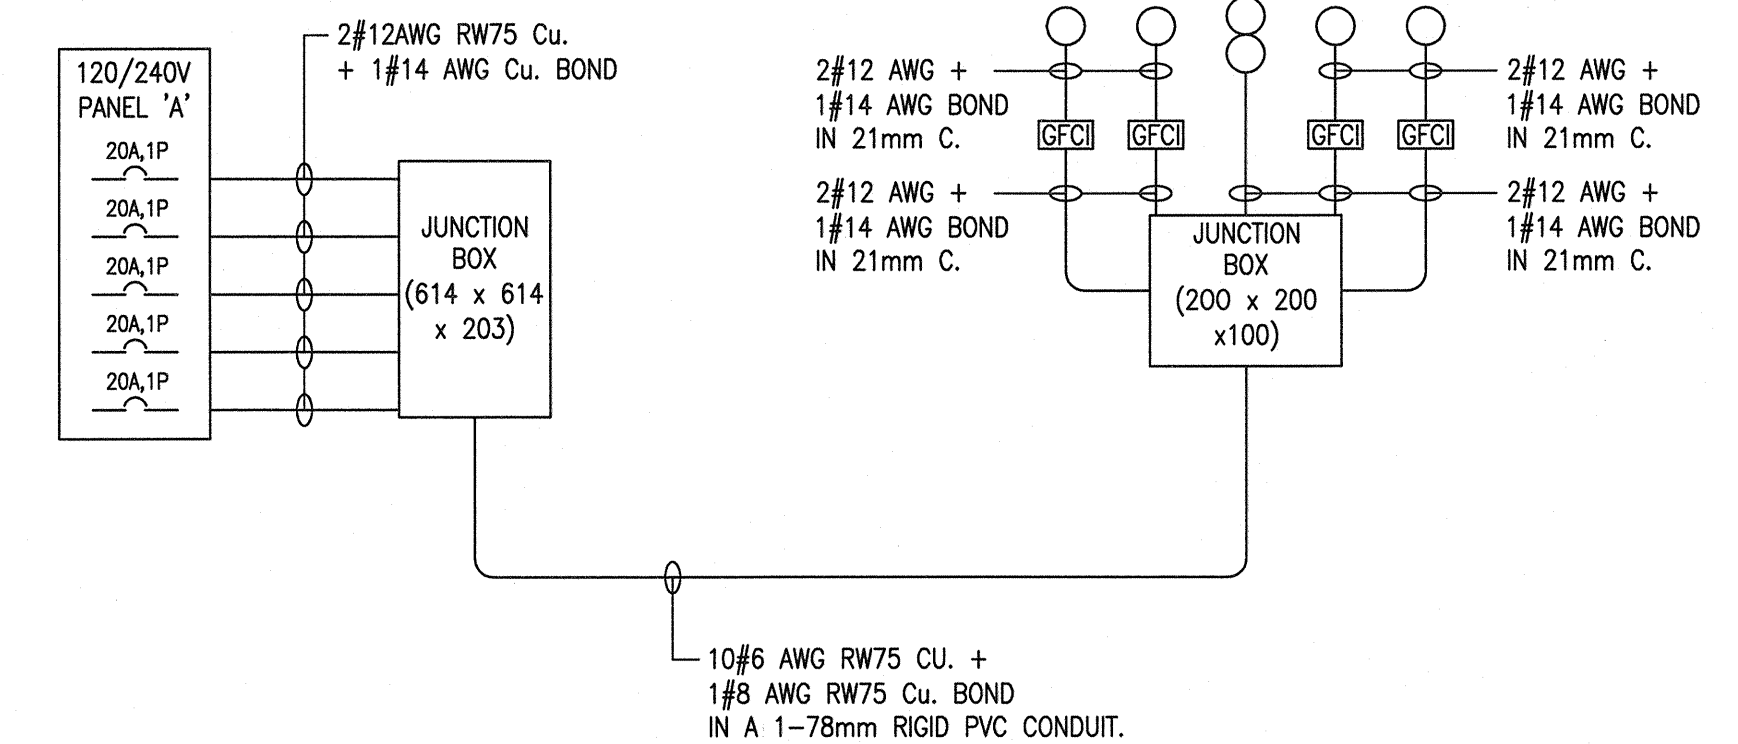 2#12AWG RW75 Cu.
+ 1#14 AWG Cu. BOND
120/240V
PANEL 'A'
20A,1P
20A,1P
20A,1P
20A,1P
20A,1P
JUNCTION
BOX
(614 x 614
x 203)
2#12 AWG +
1#14 AWG BOND
IN 21mm C.
2#12 AWG +
1#14 AWG BOND
IN 21mm C.
GFCI
GFCI
GFCI
GFCI
2#12 AWG +
1#14 AWG BOND
IN 21mm C.
2#12 AWG +
1#14 AWG BOND
IN 21mm C.
JUNCTION
BOX
(200 x 200
x100)
10#6 AWG RW75 CU. +
1#8 AWG RW75 Cu. BOND
IN A 1-78mm RIGID PVC CONDUIT.